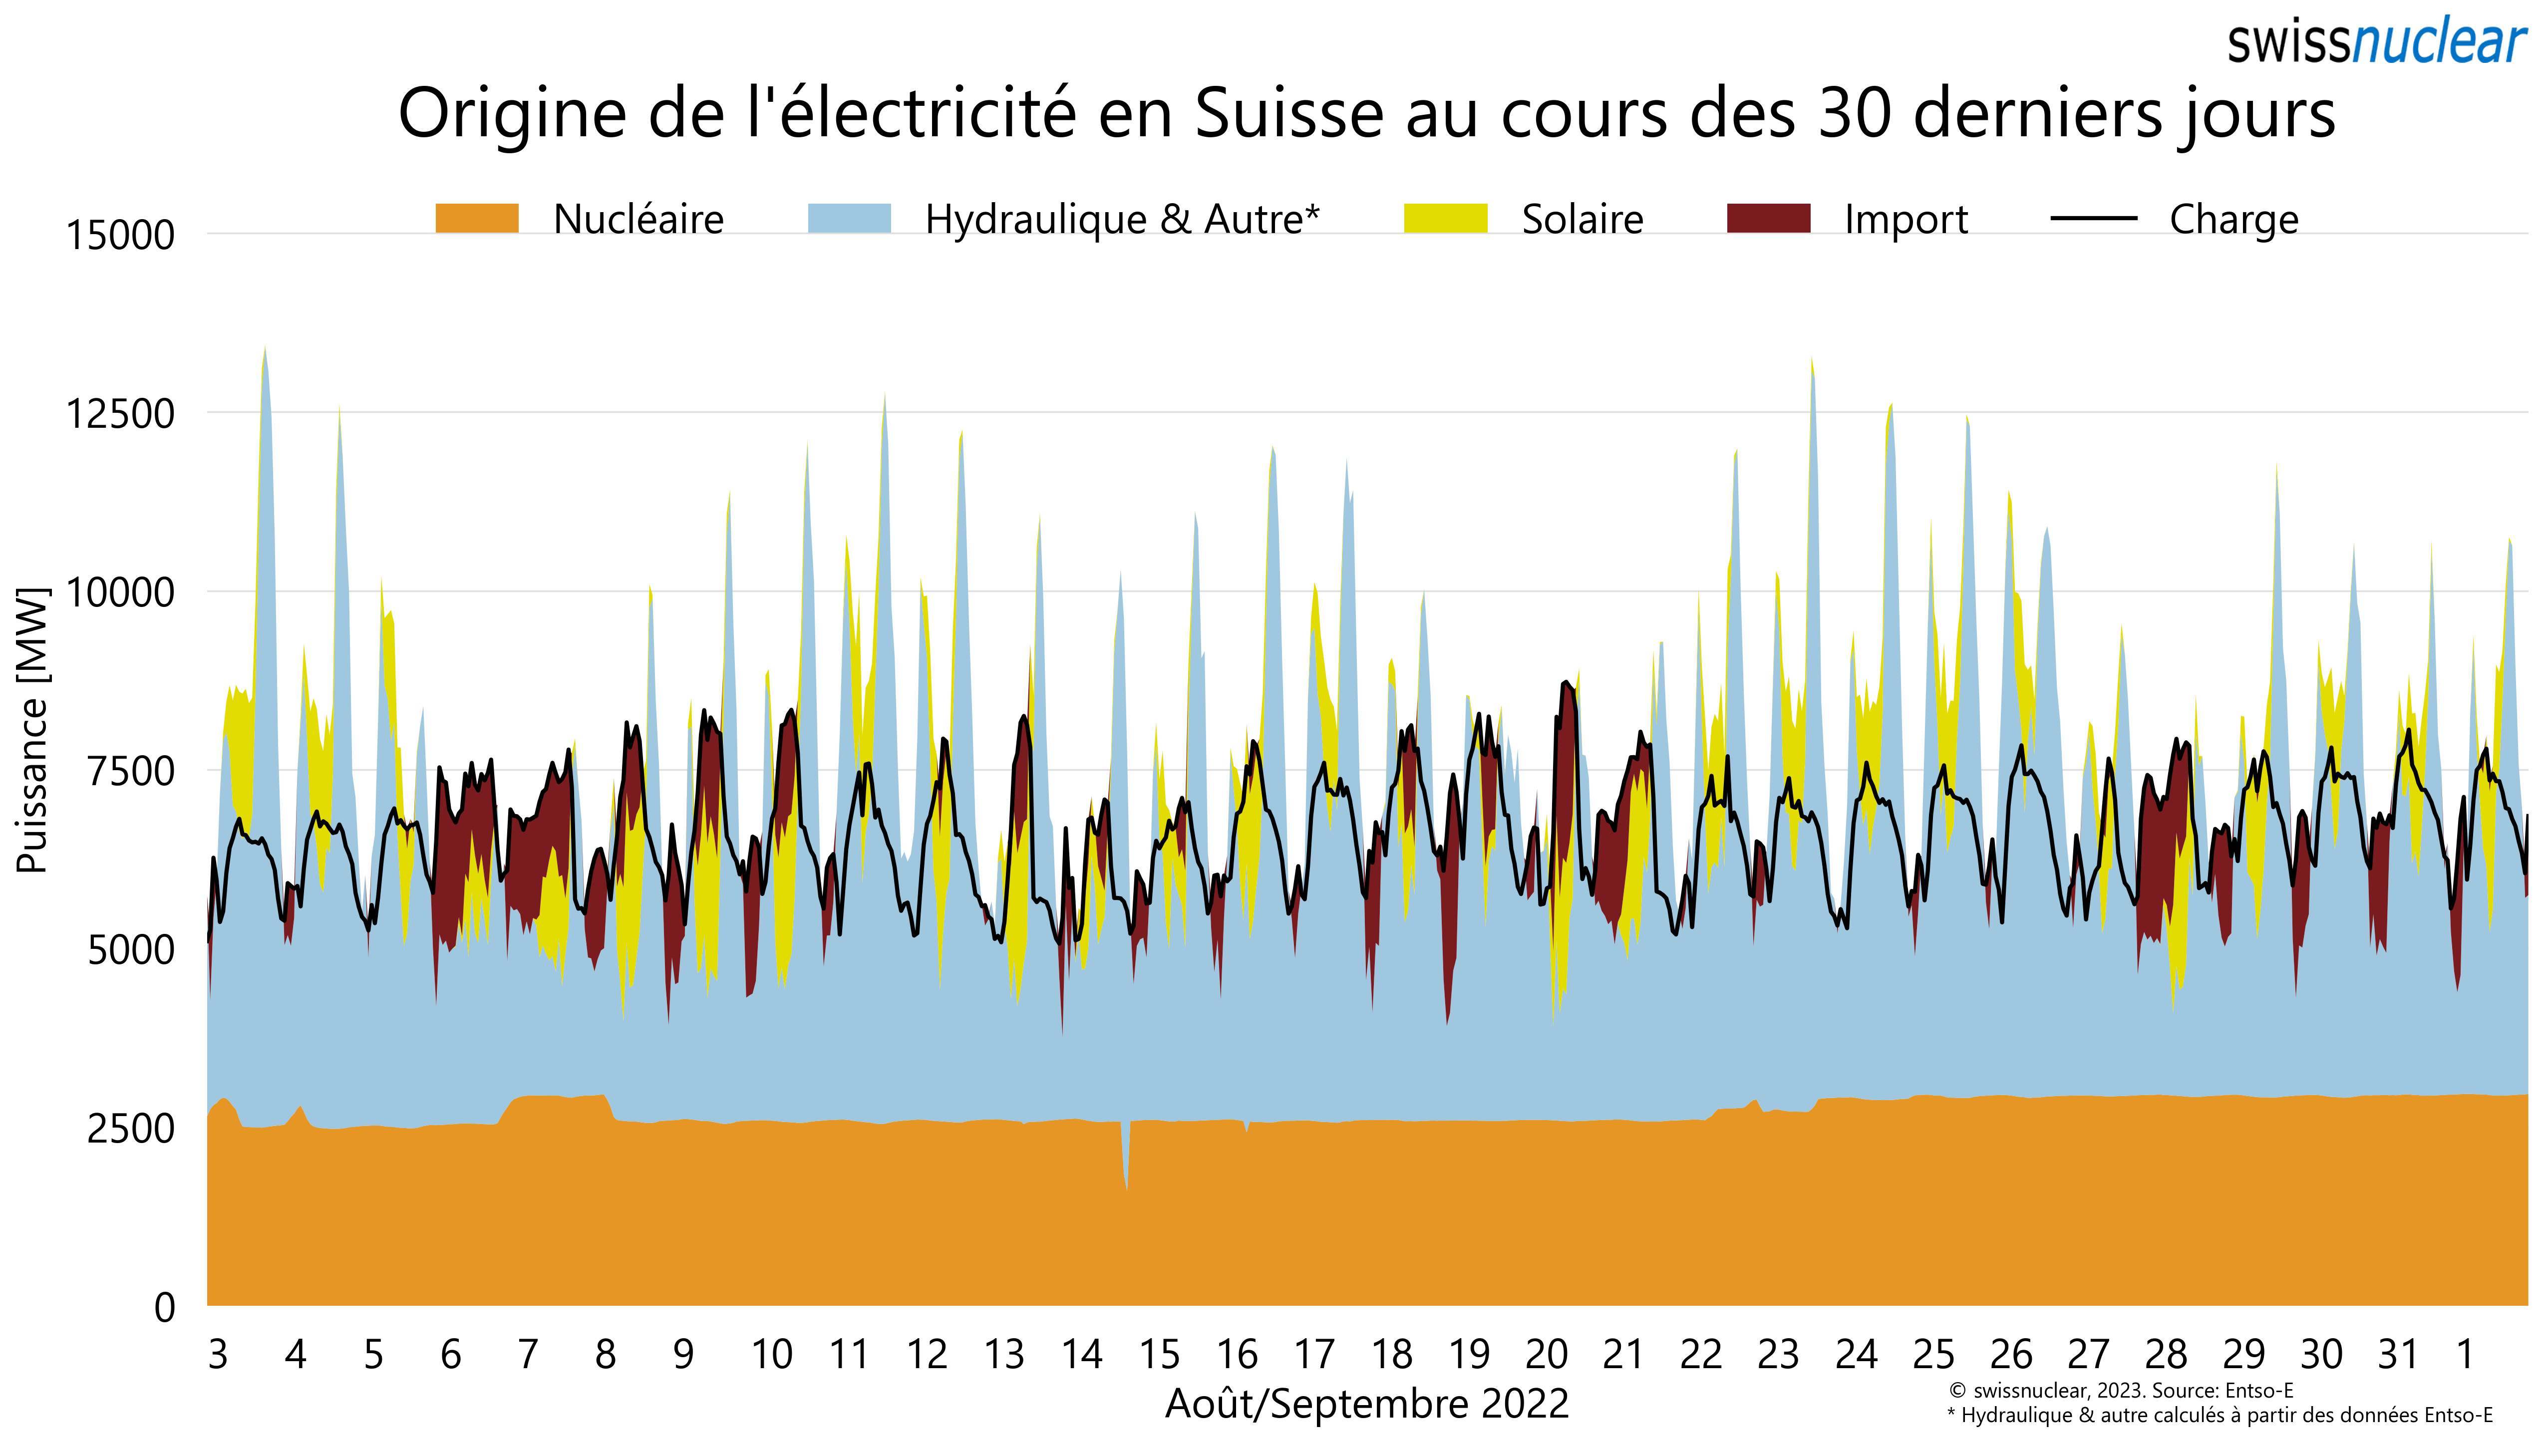 swissnuclear
Origine de l'électricité en Suisse au cours des 30 derniers jours
Nucléaire Hydraulique & Autre* Solaire Import Charge
15000
12500
10000
7500
5000
2500
0
Puissance [MW]
3 4 5 6 7 8 9 10 11 12 13 14 15 16 17 18 19 20 21 22 23 24 25 26 27 28 29 30 31 1
Août/Septembre 2022
© swissnuclear, 2023. Source: Entso-E
* Hydraulique & autre calculés à partir des données Entso-E